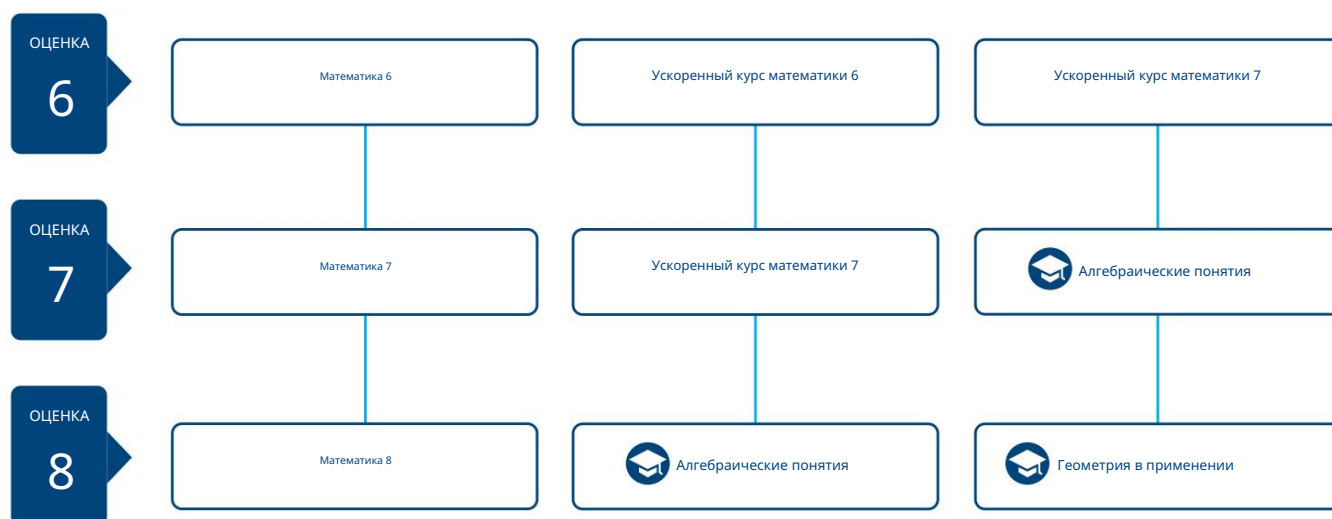 ОЦЕНКА
6
Математика 6
Ускоренный курс математики 6
Ускоренный курс математики 7
ОЦЕНКА
7
Математика 7
Ускоренный курс математики 7
Алгебраические понятия
ОЦЕНКА
8
Математика 8
Алгебраические понятия
Геометрия в применении